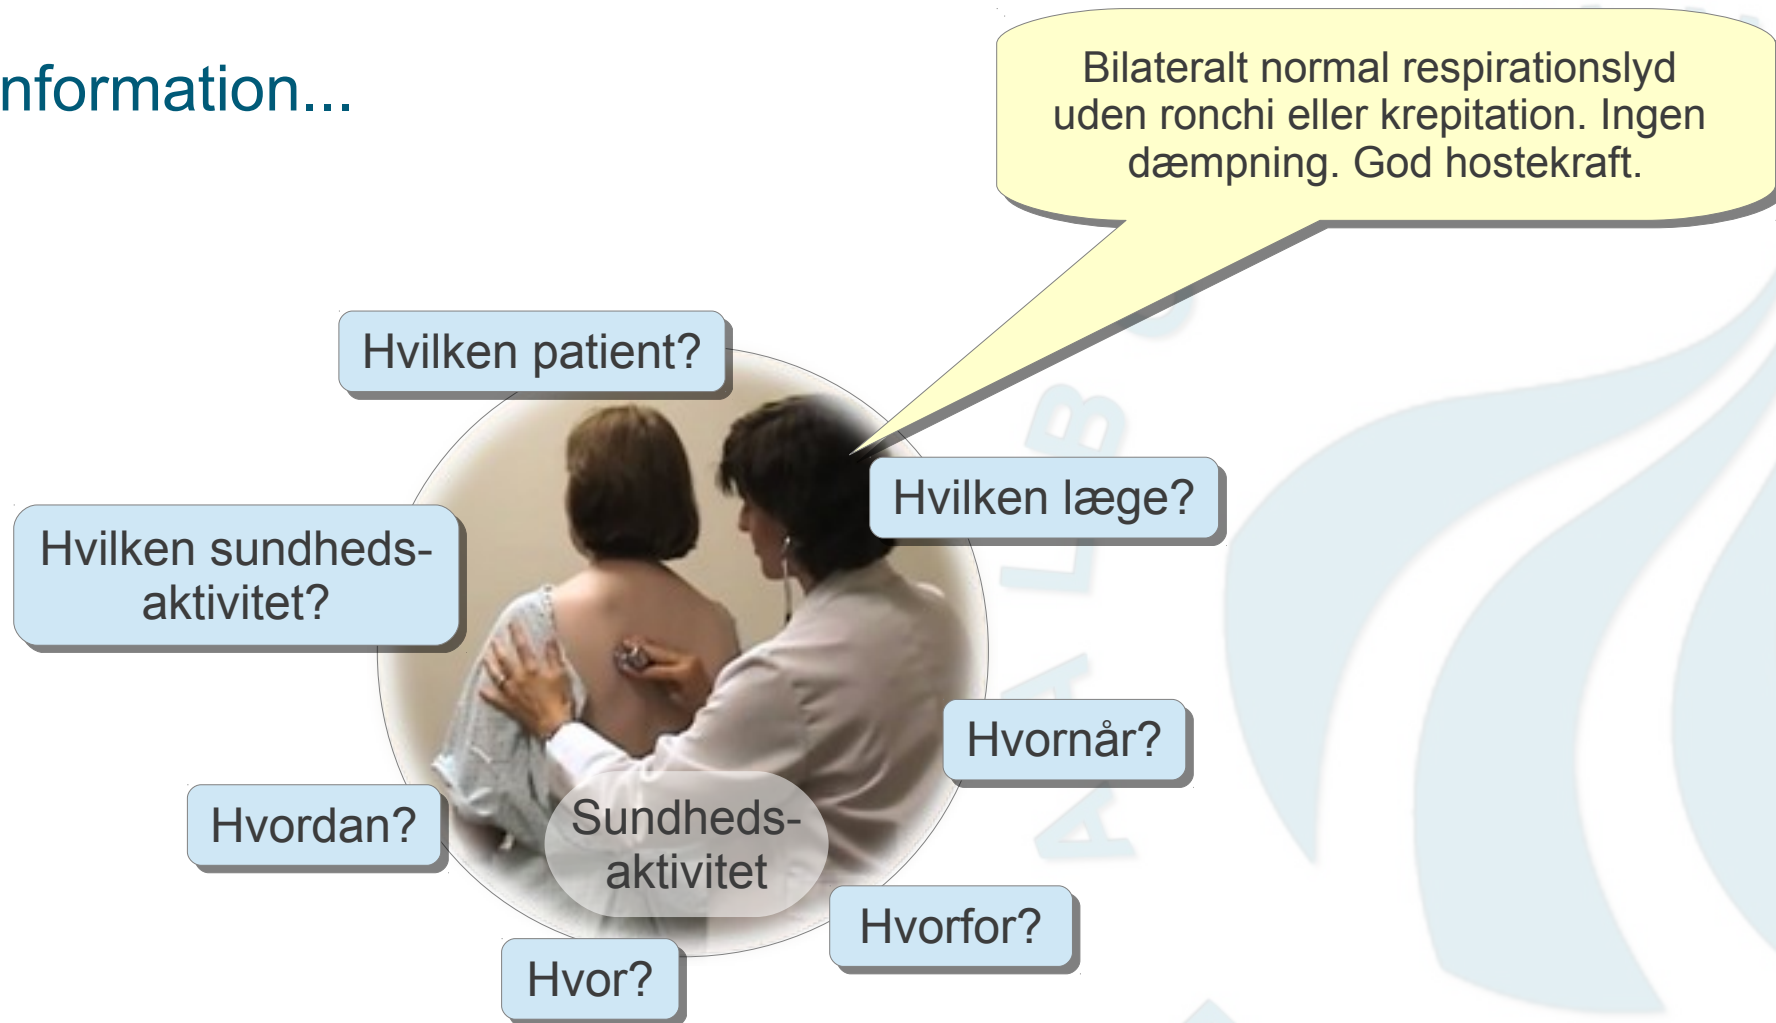 nformation...
Bilateralt normal respirationslyd
uden ronchi eller krepitation. Ingen
dæmpning. God hostekraft.
Hvilken patient?
Hvilken læge?
Hvilken sundheds-
aktivitet?
Hvornår?
Hvordan?
Sundheds-
aktivitet
Hvorfor?
Hvor?
AALBO